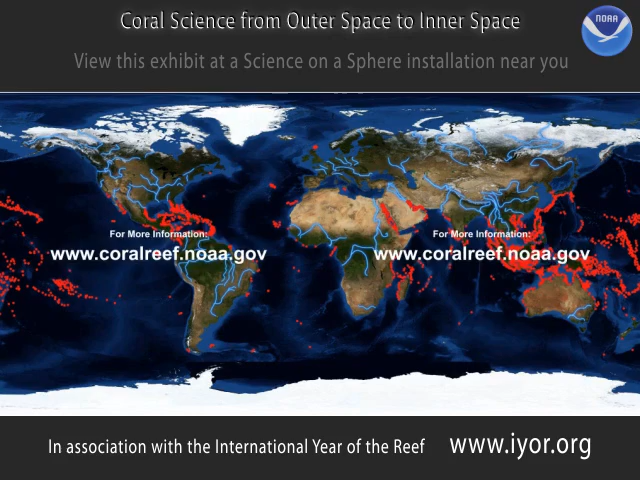 Coral Science from Outer Space to Inner Space
NOAA
View this exhibit at a Science on a Sphere installation near you
For More Information:
www.coralreef.noaa.gov
For More Information:
www.coralreef.noaa.gov
In association with the International Year of the Reef www.iyor.org